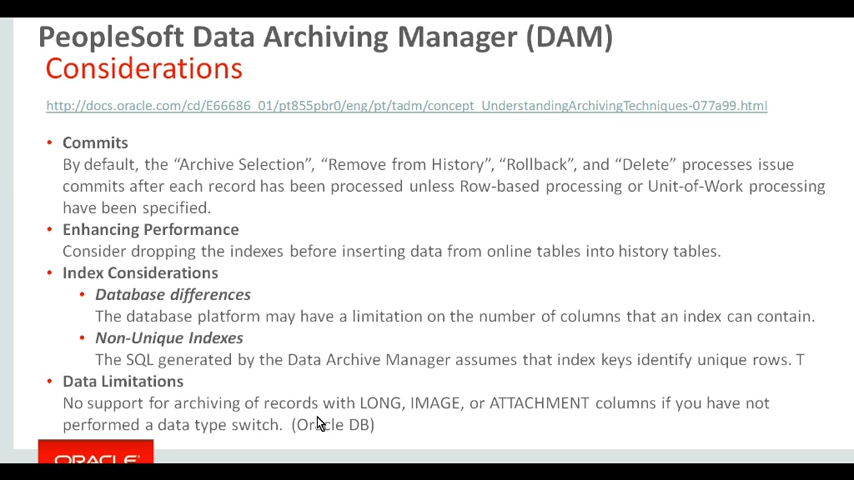 PeopleSoft Data Archiving Manager (DAM)
Considerations
http://docs.oracle.com/cd/E66686_01/pt855pbr0/eng/pt/tadm/concept_UnderstandingArchivingTechniques-077a99.html
• Commits
By default, the “Archive Selection”, “Remove from History”, “Rollback”, and “Delete” processes issue
commits after each record has been processed unless Row-based processing or Unit-of-Work processing
have been specified.
• Enhancing Performance
Consider dropping the indexes before inserting data from online tables into history tables.
• Index Considerations
• Database differences
The database platform may have a limitation on the number of columns that an index can contain.
• Non-Unique Indexes
The SQL generated by the Data Archive Manager assumes that index keys identify unique rows. T
• Data Limitations
No support for archiving of records with LONG, IMAGE, or ATTACHMENT columns if you have not
performed a data type switch. (Oracle DB)
ORACLE